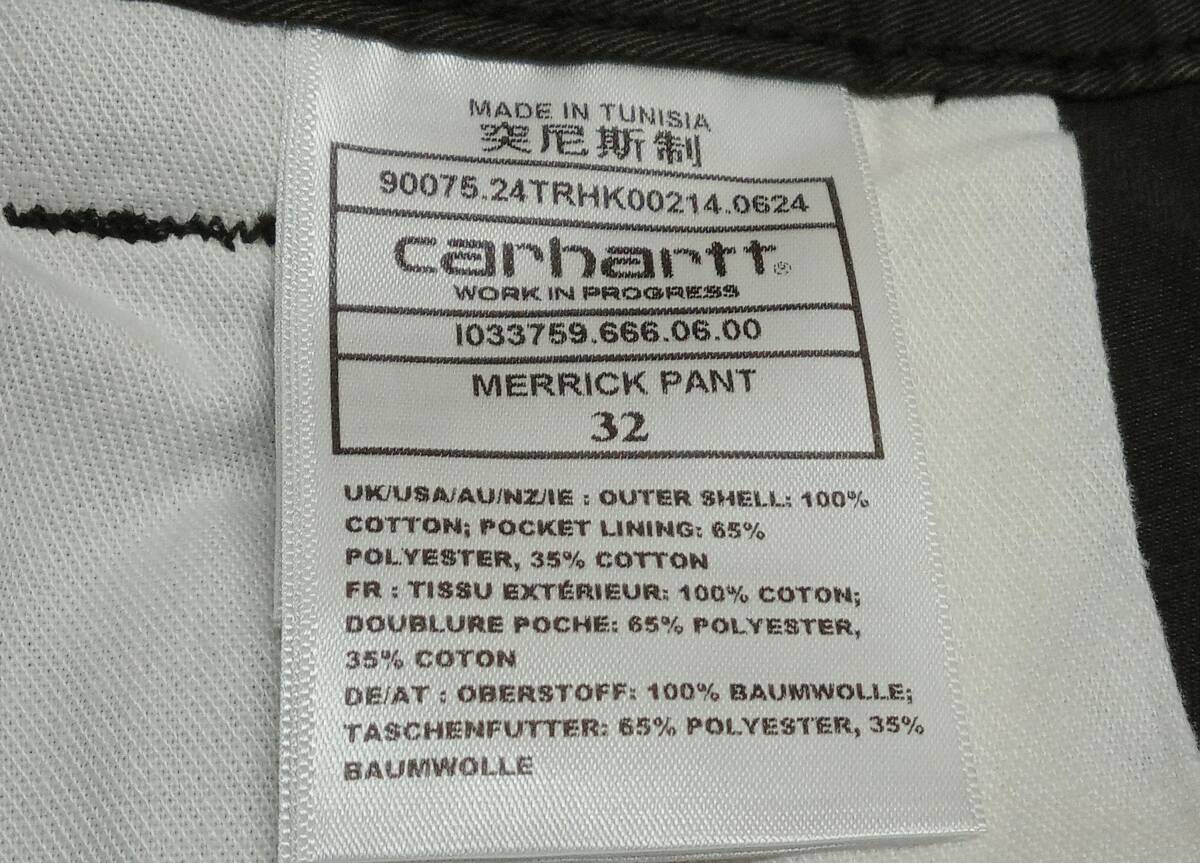 MADE IN TUNISIA
突尼斯制
90075.24TRHK00214.0624
carhartt®
WORK IN PROGRESS
I033759.666.06.00
MERRICK PANT
32
UK/USA/AU/NZ/IE : OUTER SHELL: 100%
COTTON; POCKET LINING: 65%
POLYESTER, 35% COTTON
FR : TISSU EXTÉRIEUR: 100% COTON;
DOUBLURE POCHE: 65% POLYESTER,
35% COTON
DE/AT : OBERSTOFF: 100% BAUMWOLLE;
TASCHENFUTTER: 65% POLYESTER, 35%
BAUMWOLLE